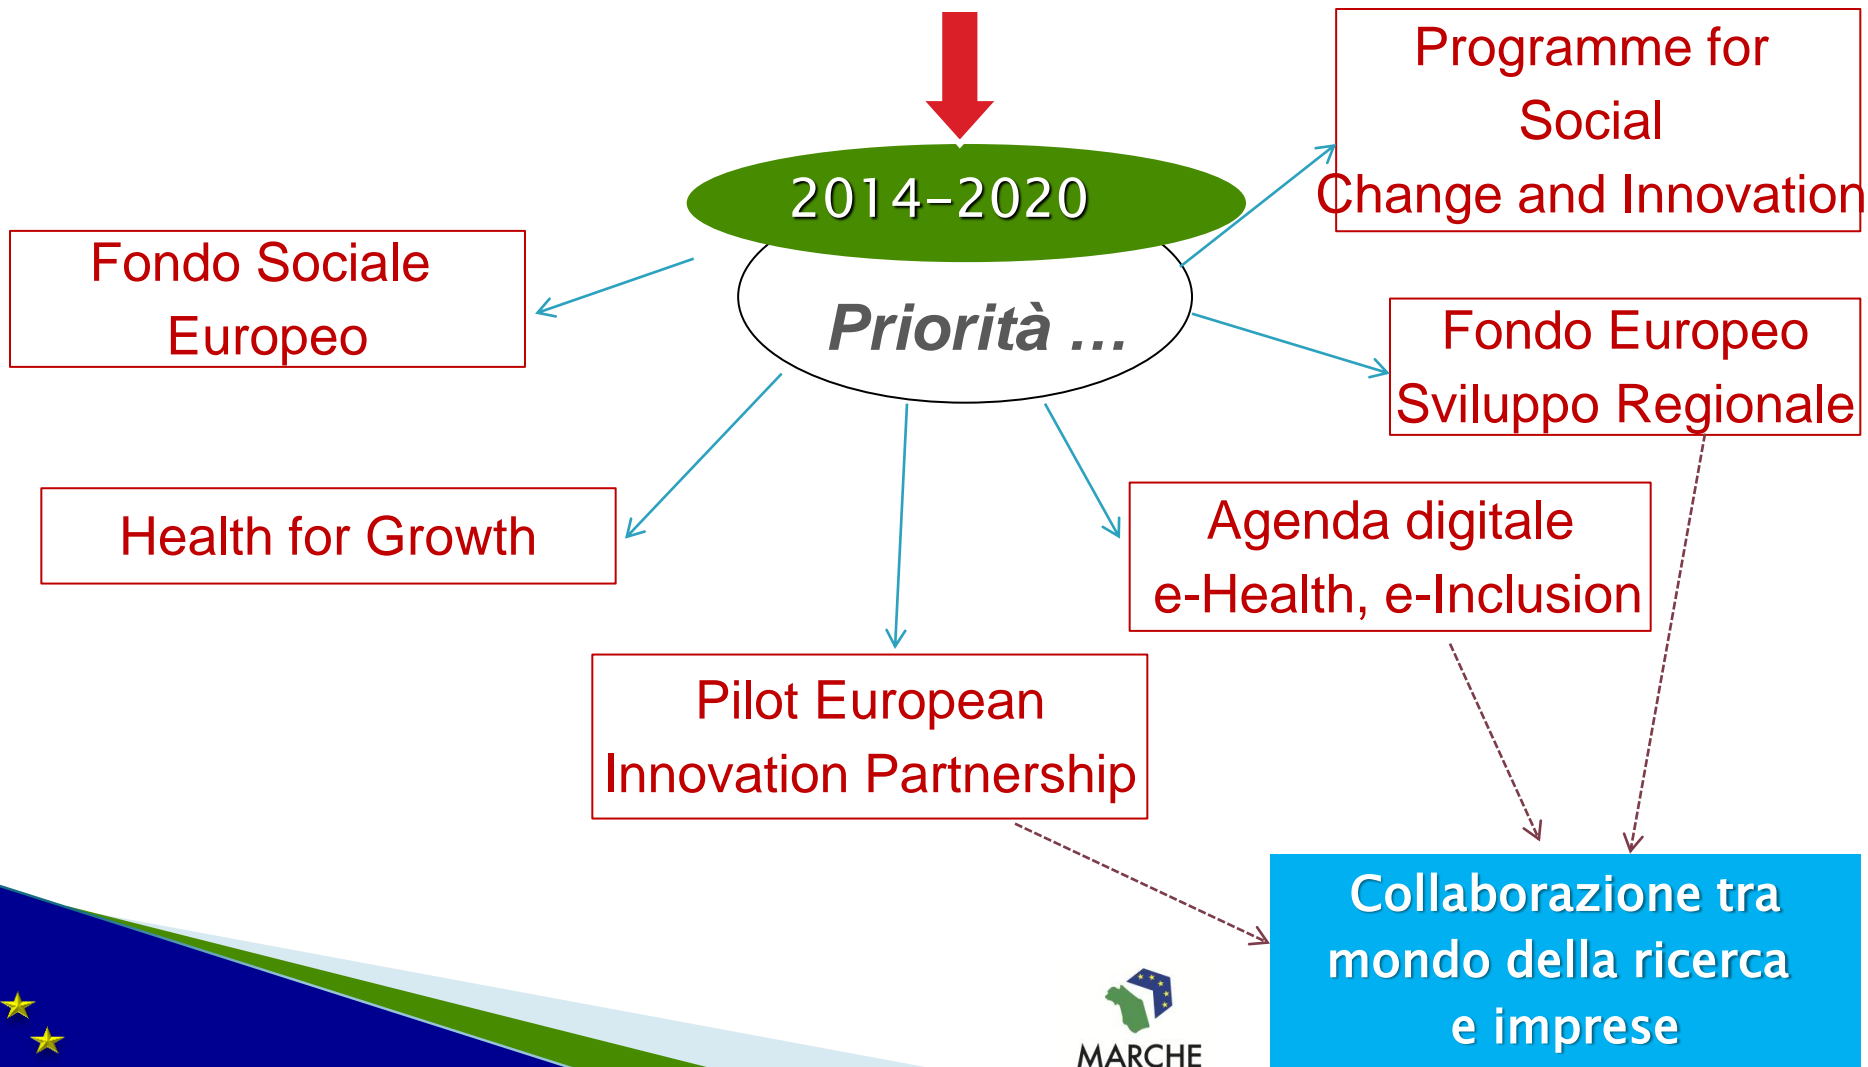 2014–2020
Priorità ...
Programme for
Social
Change and Innovation
Fondo Sociale
Europeo
Fondo Europeo
Sviluppo Regionale
Health for Growth
Agenda digitale
e-Health, e-Inclusion
Pilot European
Innovation Partnership
Collaborazione tra
mondo della ricerca
e imprese
MARCHE